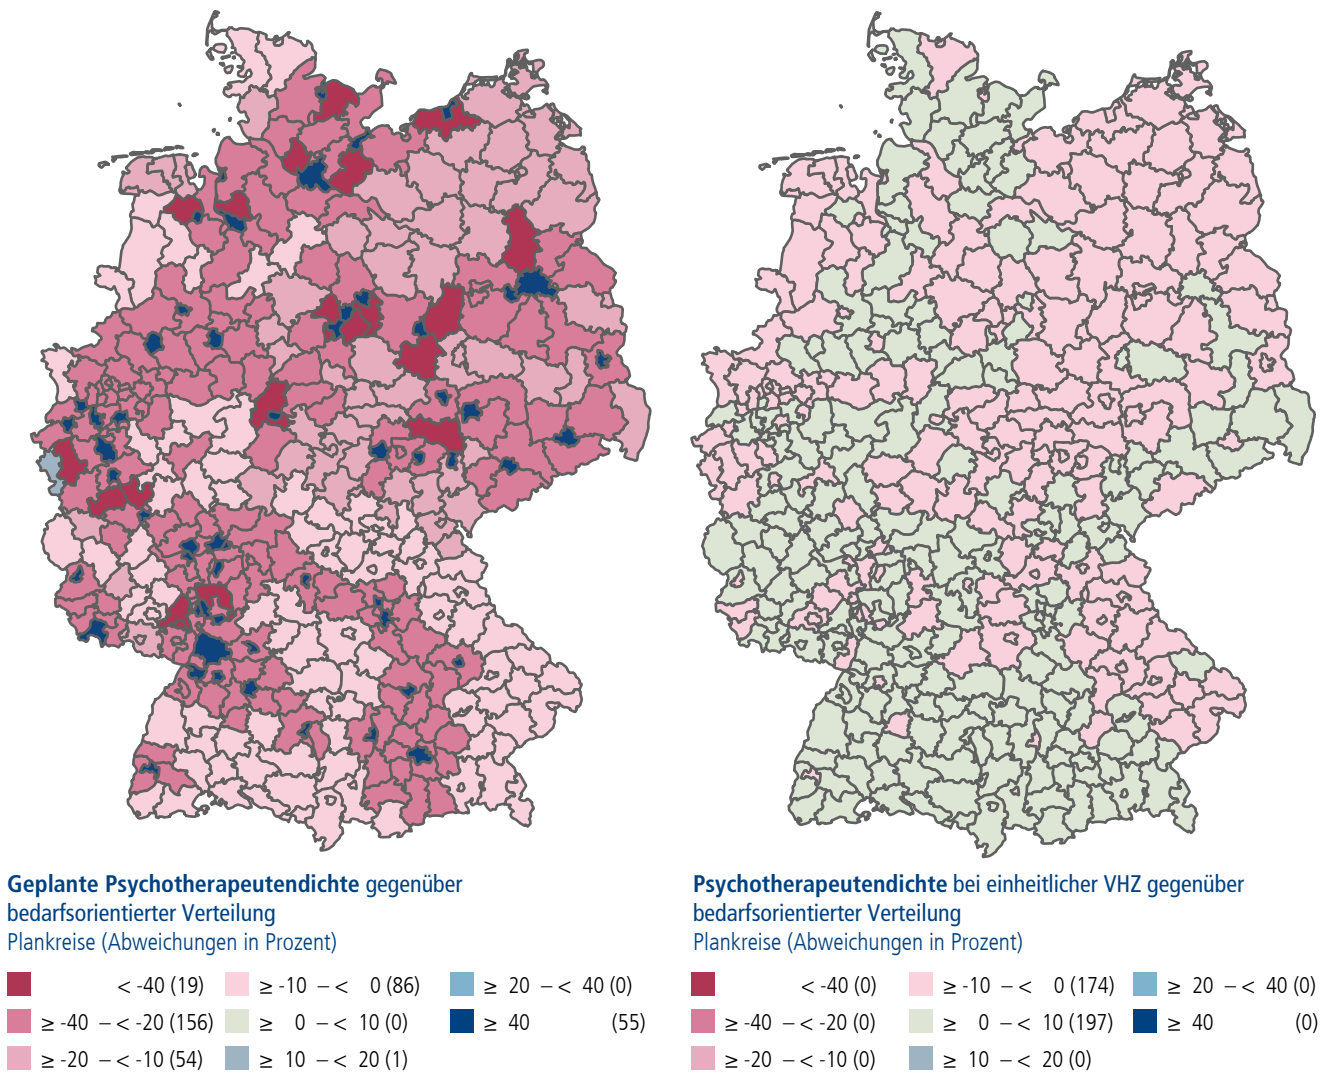 Geplante Psychotherapeutendichte gegenüber
bedarfsorientierter Verteilung
Plankreise (Abweichungen in Prozent)
< -40 (19)
≥ -40 – < -20 (156)
≥ -20 – < -10 (54)
≥ -10 – < 0 (86)
≥ 0 – < 10 (0)
≥ 10 – < 20 (1)
≥ 20 – < 40 (0)
≥ 40 (55)
Psychotherapeutendichte bei einheitlicher VHZ gegenüber
bedarfsorientierter Verteilung
Plankreise (Abweichungen in Prozent)
< -40 (0)
≥ -40 – < -20 (0)
≥ -20 – < -10 (0)
≥ -10 – < 0 (174)
≥ 0 – < 10 (197)
≥ 10 – < 20 (0)
≥ 20 – < 40 (0)
≥ 40 (0)